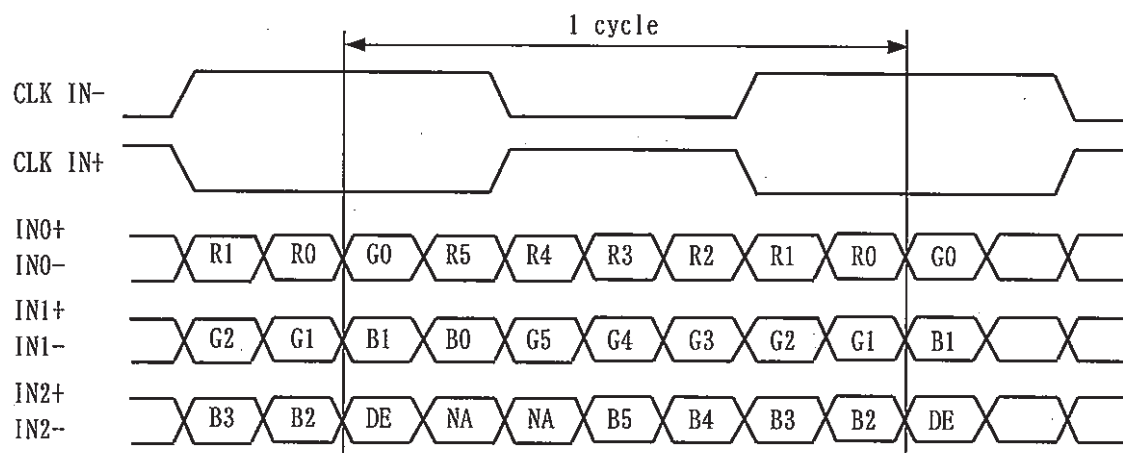 1 cycle
CLK IN-
CLK IN+
IN0+
IN0-
R1 R0 G0 R5 R4 R3 R2 R1 R0 G0
IN1+
IN1-
G2 G1 B1 B0 G5 G4 G3 G2 G1 B1
IN2+
IN2-
B3 B2 DE NA NA B5 B4 B3 B2 DE